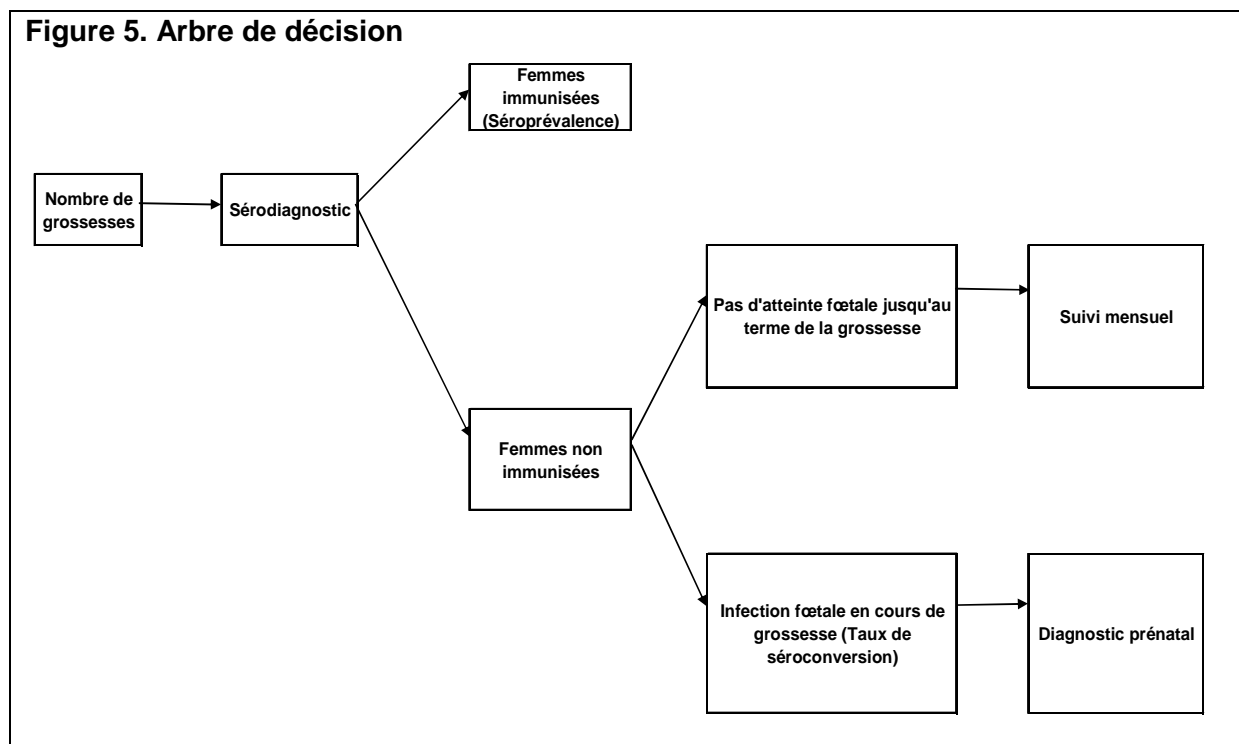 Figure 5. Arbre de décision
Femmes
immunisées
(Séroprévalence)
Nombre de
grossesses
Sérodiagnostic
Pas d'atteinte fœtale jusqu'au
terme de la grossesse
Suivi mensuel
Femmes non
immunisées
Infection fœtale en cours de
grossesse (Taux de
séroconversion)
Diagnostic prénatal